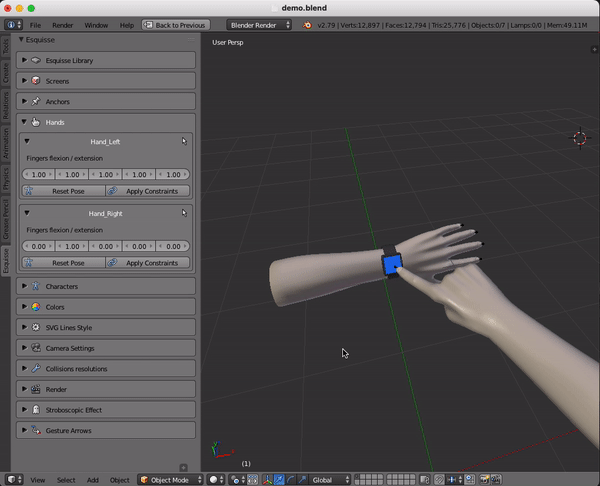 demo.blend
File Render Window Help Back to Previous Blender Render v2.79 | Verts:12,897 | Faces:12,794 | Tris:25,776 | Objects:0/7 | Lamps:0/0 | Mem:49.11M
Esquisse
User Persp
Tools
Create
Relations
Animation
Physics
Grease Pencil
Esquisse
Esquisse Library
Screens
Anchors
Hands
Hand_Left
Fingers flexion / extension
1.00 1.00 1.00 1.00 1.00
Reset Pose Apply Constraints
Hand_Right
Fingers flexion / extension
0.00 1.00 0.00 0.00 0.00
Reset Pose Apply Constraints
Characters
Colors
SVG Lines Style
Camera Settings
Collisions resolutions
Render
Stroboscopic Effect
Gesture Arrows
(1)
View Select Add Object Object Mode Global